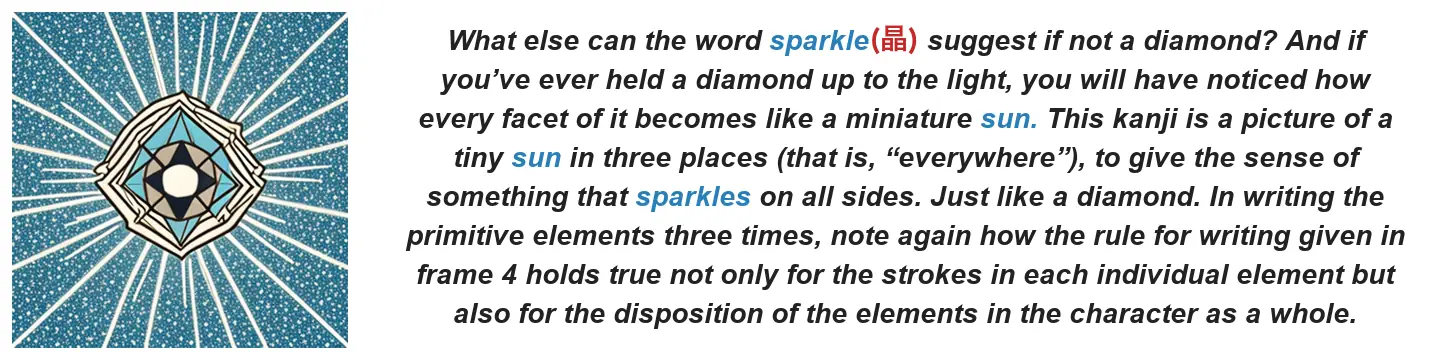 What else can the word sparkle(晶) suggest if not a diamond? And if
you’ve ever held a diamond up to the light, you will have noticed how
every facet of it becomes like a miniature sun. This kanji is a picture of a
tiny sun in three places (that is, “everywhere”), to give the sense of
something that sparkles on all sides. Just like a diamond. In writing the
primitive elements three times, note again how the rule for writing given in
frame 4 holds true not only for the strokes in each individual element but
also for the disposition of the elements in the character as a whole.